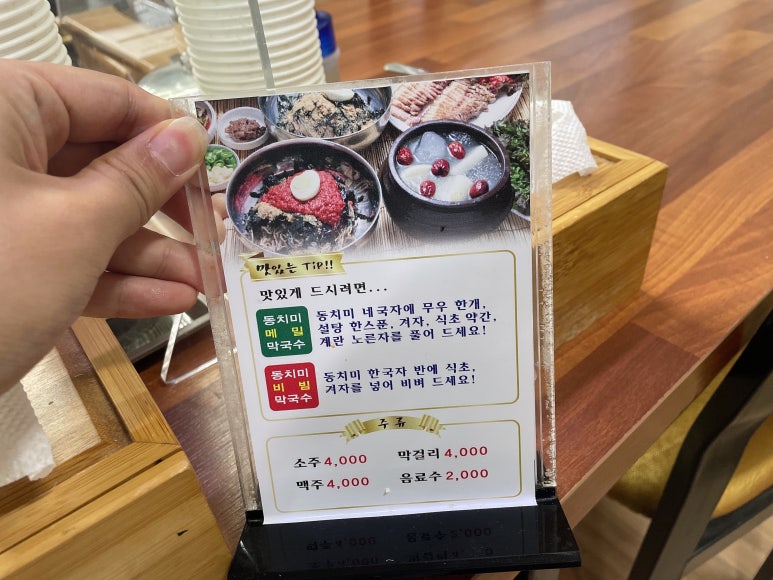 맛있는 TiP!!
맛있게 드시려면...
동치미
메밀
막국수
동치미 네국자에 무우 한개,
설탕 한스푼, 겨자, 식초 약간,
계란 노른자를 풀어 드세요!
동치미
비빔
막국수
동치미 한국자 반에 식초,
겨자를 넣어 비벼 드세요!
주류
소주 4,000 막걸리 4,000
맥주 4,000 음료수 2,000